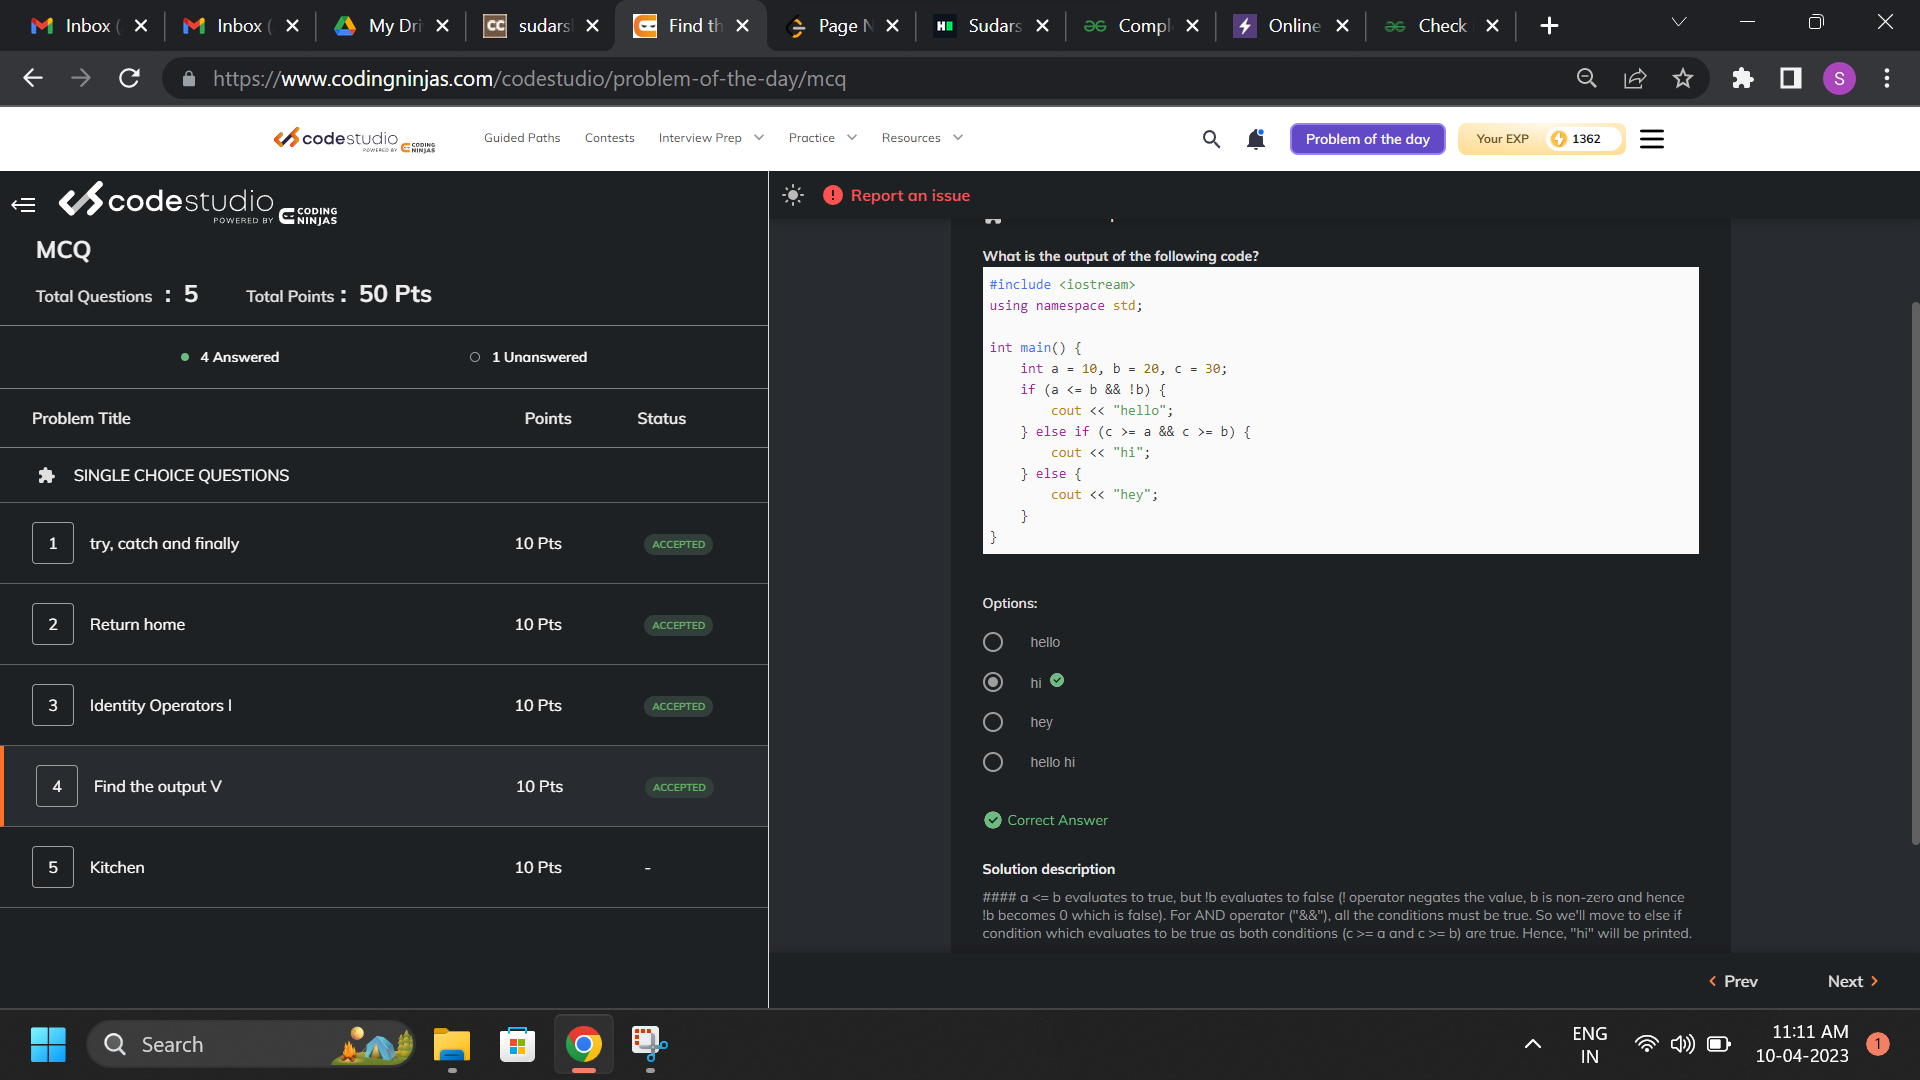 Inbox (
Inbox (
My Dri
CC
sudars
Find th
Page N
Sudars
Compl
Online
Check
https://www.codingninjas.com/codestudio/problem-of-the-day/mcq
S
codestudio
POWERED BY CODING NINJAS
Guided Paths
Contests
Interview Prep
Practice
Resources
Problem of the day
Your EXP
1362
codestudio
POWERED BY CODING NINJAS
MCQ
Total Questions : 5
Total Points : 50 Pts
4 Answered
1 Unanswered
Problem Title
Points
Status
SINGLE CHOICE QUESTIONS
1 try, catch and finally 10 Pts ACCEPTED
2 Return home 10 Pts ACCEPTED
3 Identity Operators I 10 Pts ACCEPTED
4 Find the output V 10 Pts ACCEPTED
5 Kitchen 10 Pts -
Report an issue
What is the output of the following code?
#include <iostream>
using namespace std;
int main() {
int a = 10, b = 20, c = 30;
if (a <= b && !b) {
cout << "hello";
} else if (c >= a && c >= b) {
cout << "hi";
} else {
cout << "hey";
}
}
Options:
hello
hi
hey
hello hi
Correct Answer
Solution description
#### a <= b evaluates to true, but !b evaluates to false (! operator negates the value, b is non-zero and hence
!b becomes 0 which is false). For AND operator ("&&"), all the conditions must be true. So we'll move to else if
condition which evaluates to be true as both conditions (c >= a and c >= b) are true. Hence, "hi" will be printed.
Prev
Next
Search
ENG
IN
11:11 AM
10-04-2023
1